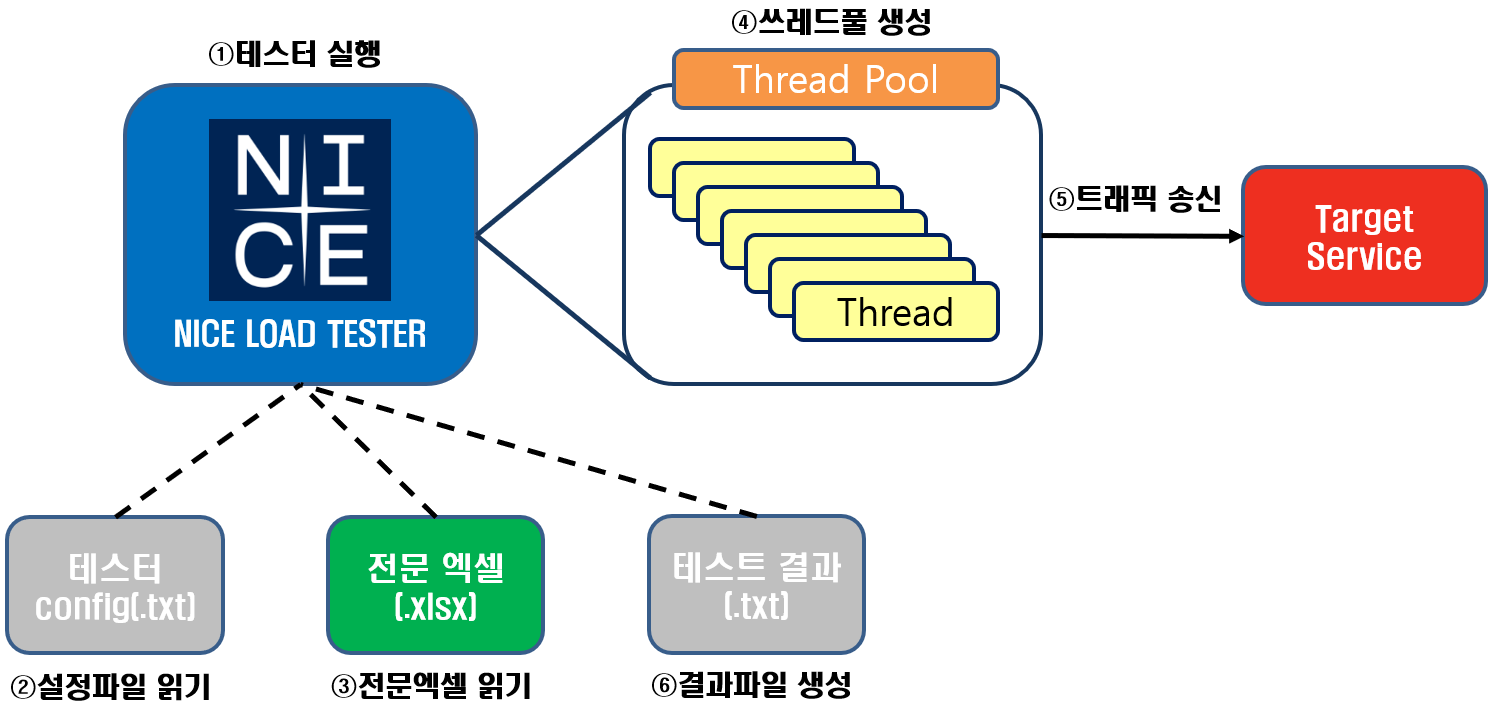 ①테스터 실행
NI
CE
NICE LOAD TESTER
④쓰레드풀 생성
Thread Pool
Thread
⑤트래픽 송신
Target
Service
테스터
config(.txt)
②설정파일 읽기
전문 엑셀
(.xlsx)
③전문엑셀 읽기
테스트 결과
(.txt)
⑥결과파일 생성